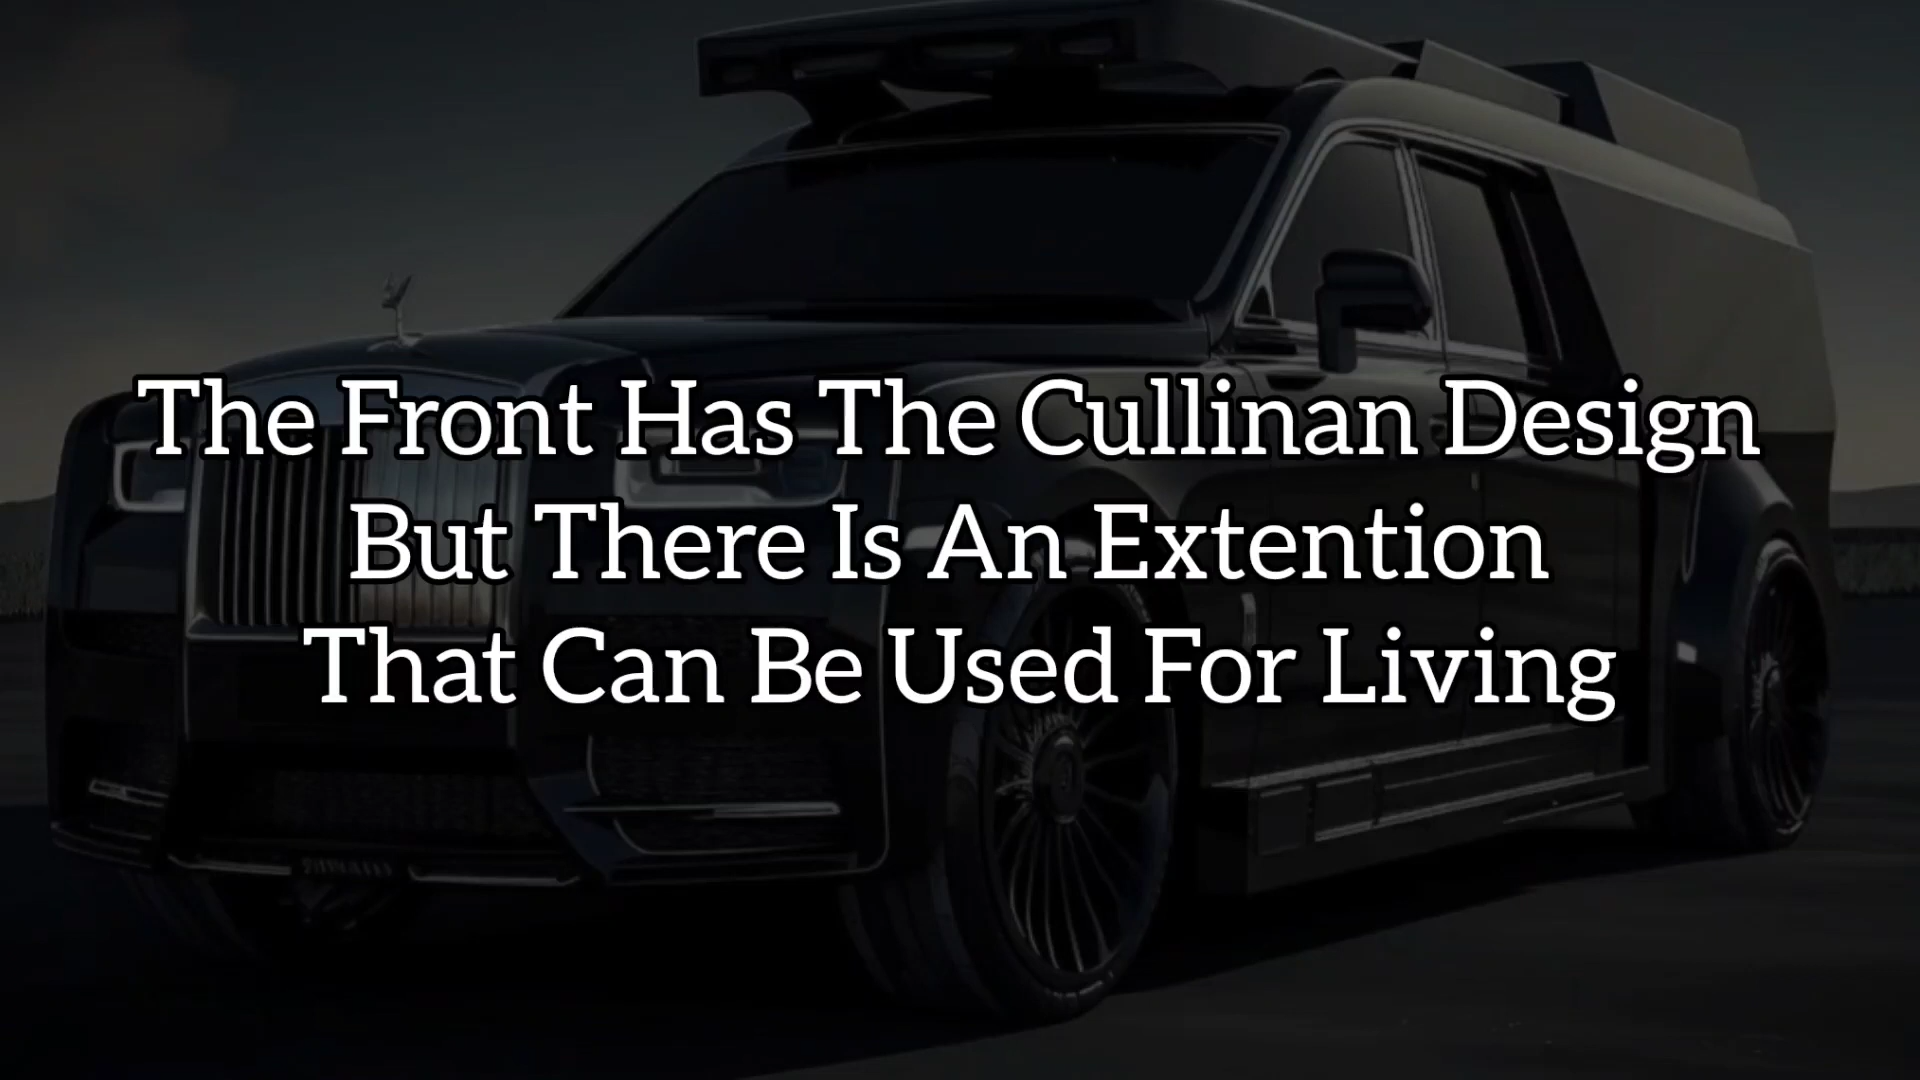 The Front Has The Cullinan Design
But There Is An Extention
That Can Be Used For Living